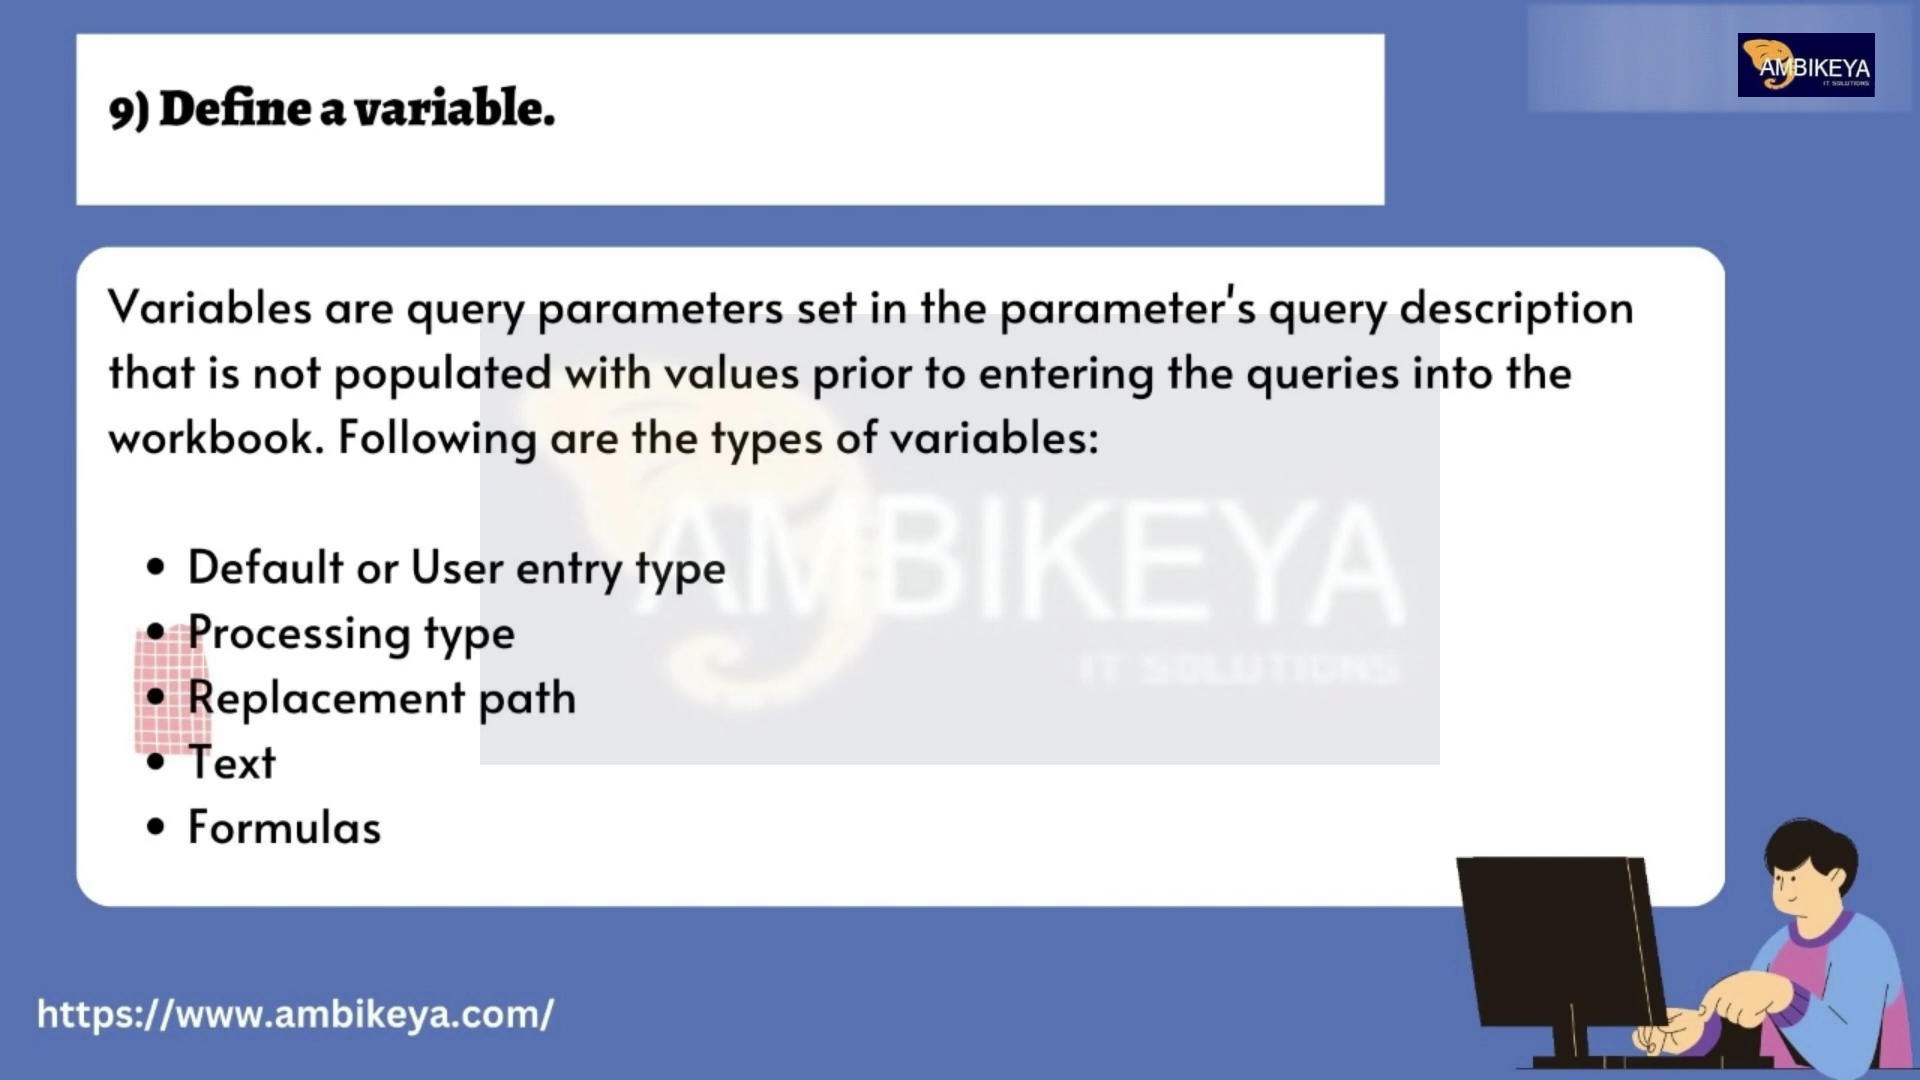 AMBIKEYA
IT SOLUTIONS
9) Define a variable.
Variables are query parameters set in the parameter's query description
that is not populated with values prior to entering the queries into the
workbook. Following are the types of variables:
• Default or User entry type
• Processing type
• Replacement path
• Text
• Formulas
AMBIKEYA
IT SOLUTIONS
https://www.ambikeya.com/